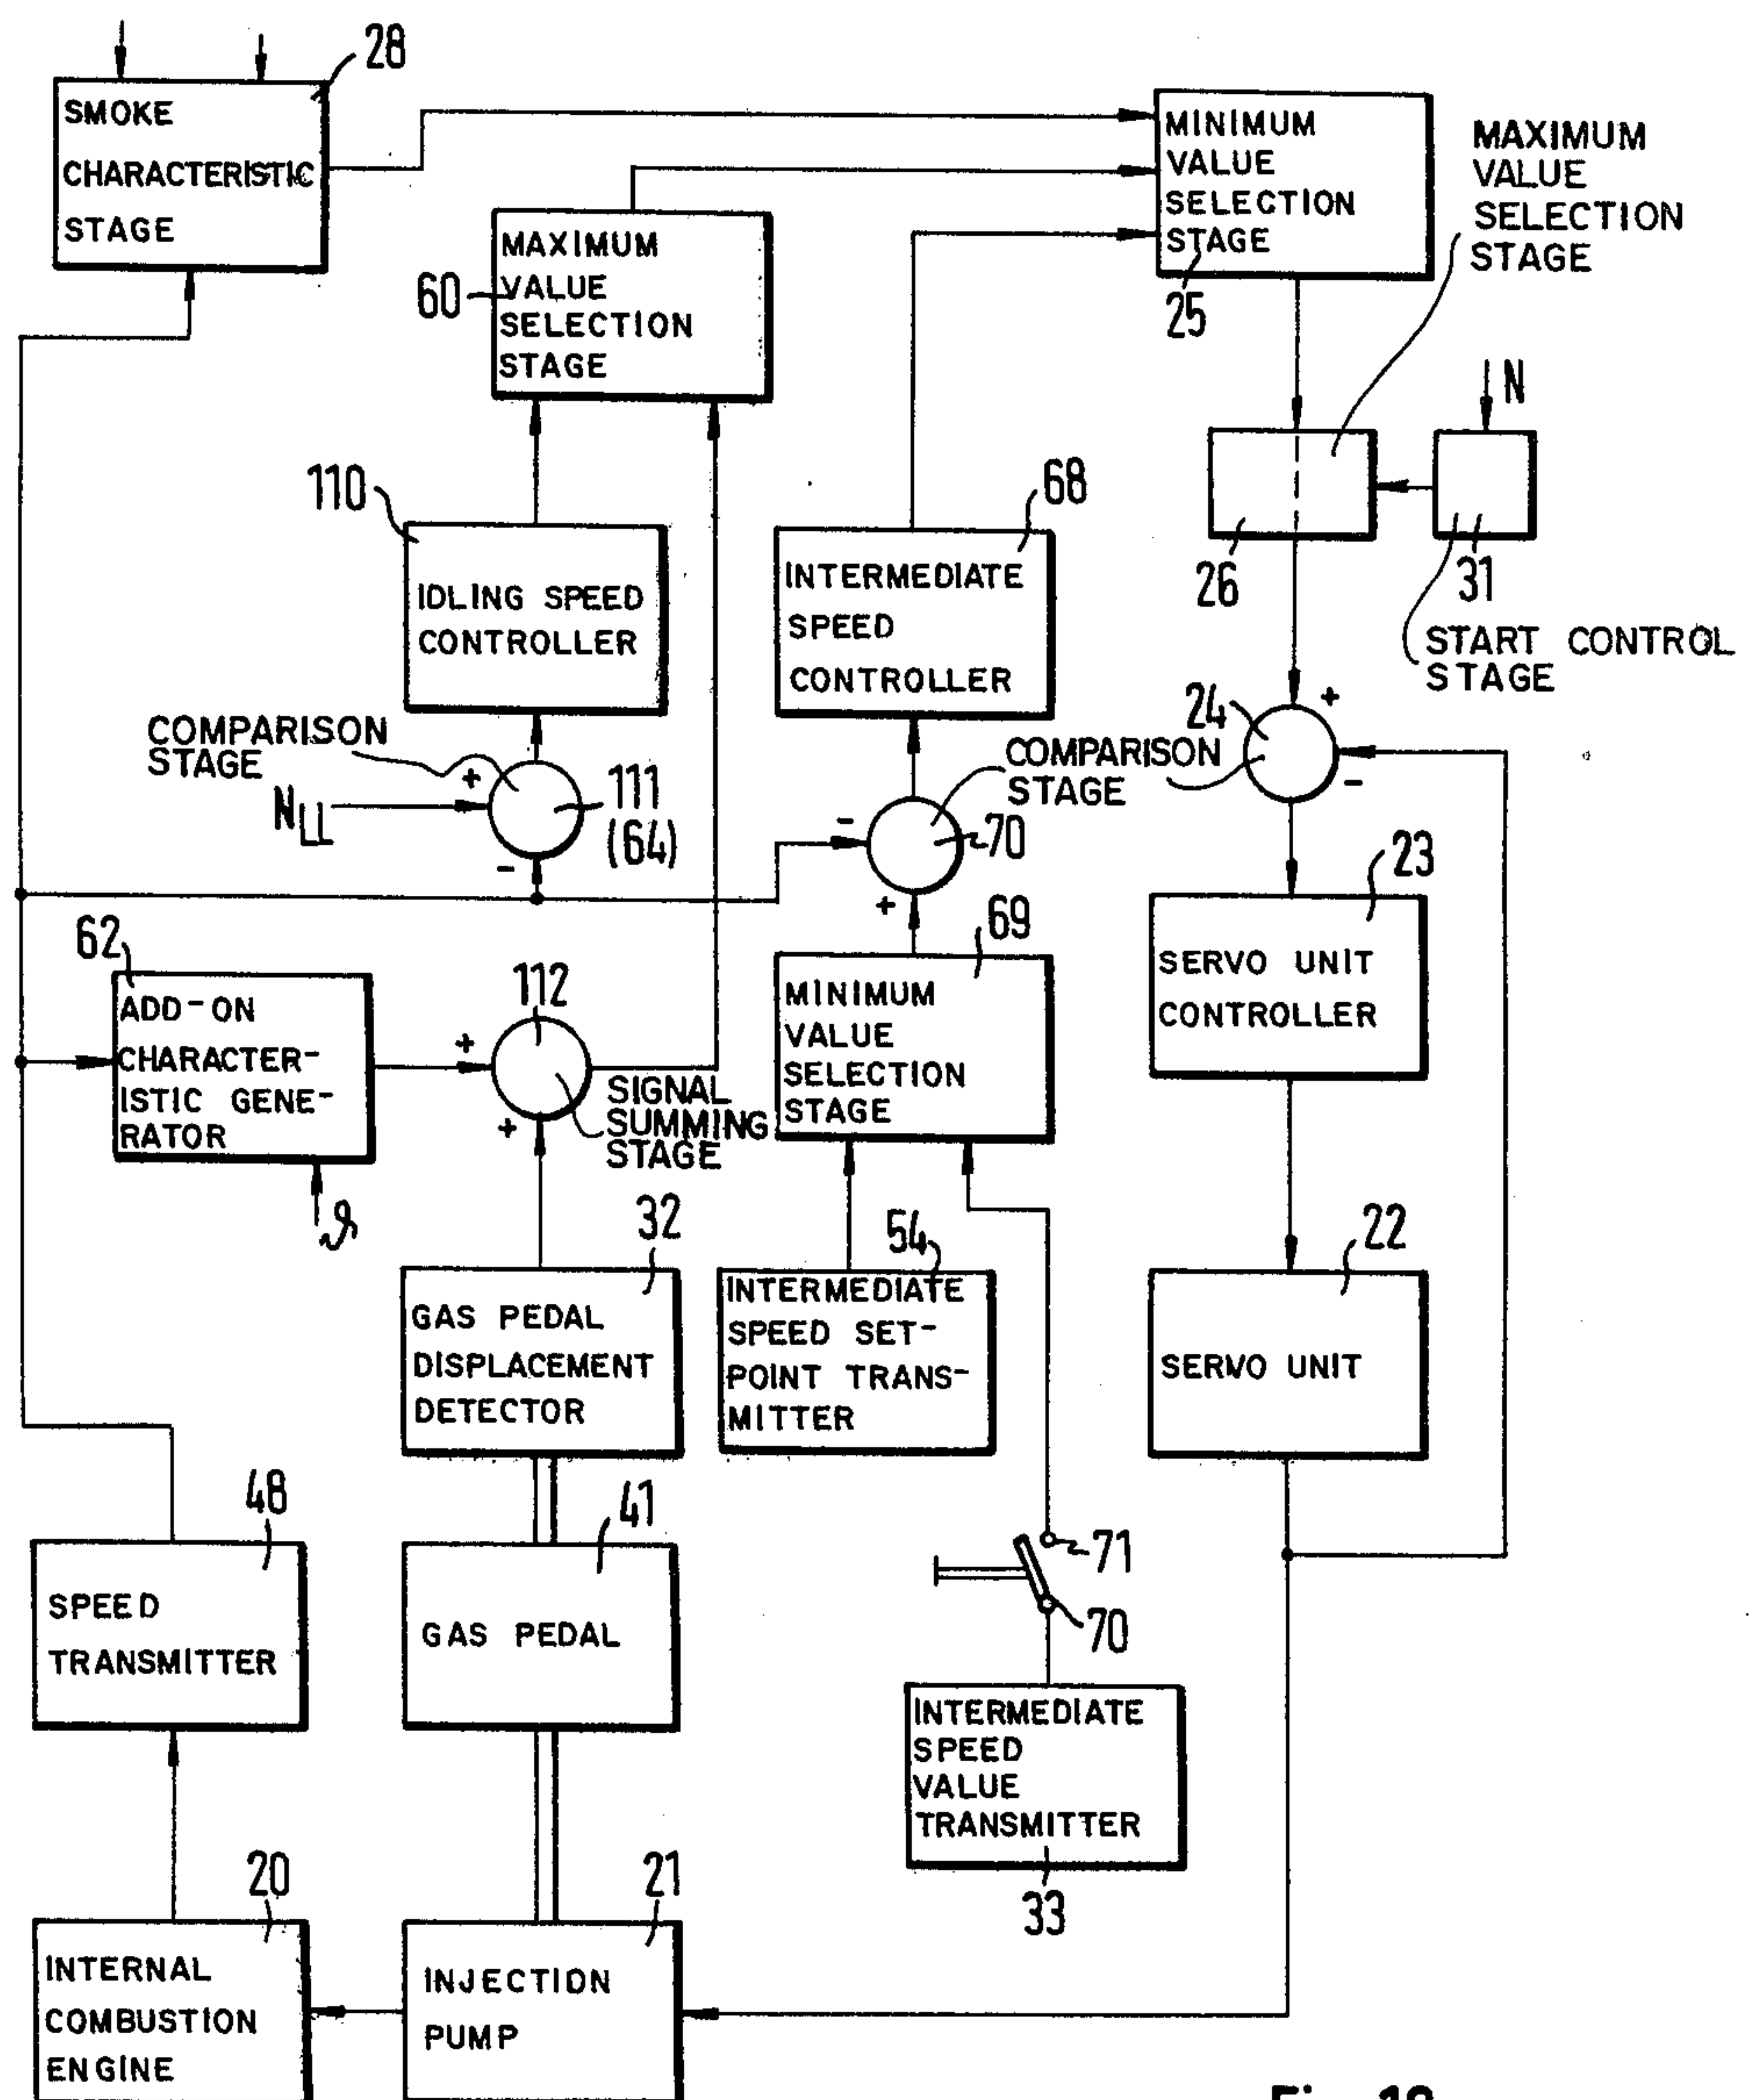 28
SMOKE
CHARACTERISTIC
STAGE
MINIMUM
VALUE
SELECTION
STAGE
25
MAXIMUM
VALUE
SELECTION
STAGE
MAXIMUM
VALUE
SELECTION
STAGE
60
N
26
31
START CONTROL
STAGE
110
IDLING SPEED
CONTROLLER
68
INTERMEDIATE
SPEED
CONTROLLER
COMPARISON
STAGE
+
NLL
-
111
(64)
COMPARISON
STAGE
-
70
+
24
+
-
23
SERVO UNIT
CONTROLLER
62
ADD-ON
CHARACTER-
ISTIC GENE-
RATOR
ϑ
112
+
+
SIGNAL
SUMMING
STAGE
69
MINIMUM
VALUE
SELECTION
STAGE
32
GAS PEDAL
DISPLACEMENT
DETECTOR
54
INTERMEDIATE
SPEED SET-
POINT TRANS-
MITTER
22
SERVO UNIT
48
SPEED
TRANSMITTER
41
GAS PEDAL
71
70
INTERMEDIATE
SPEED
VALUE
TRANSMITTER
33
20
INTERNAL
COMBUSTION
ENGINE
21
INJECTION
PUMP